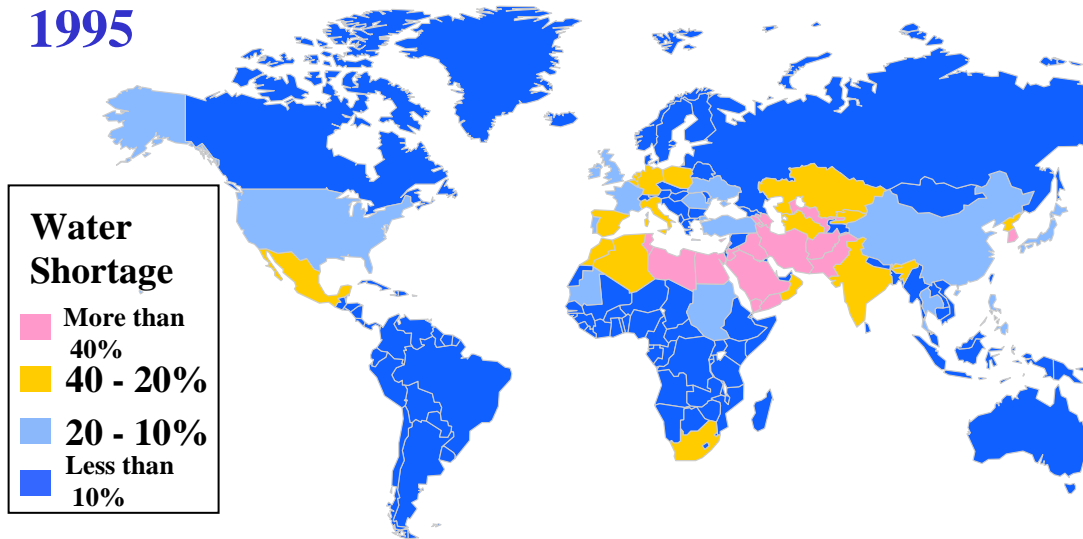 1995
Water
Shortage
More than
40%
40 - 20%
20 - 10%
Less than
10%